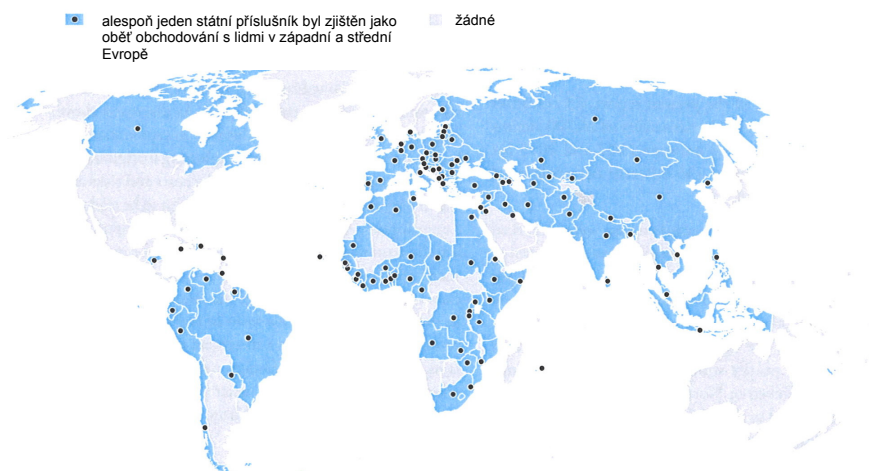 alespoň jeden státní příslušník byl zjištěn jako
oběť obchodování s lidmi v západní a střední
Evropě
žádné